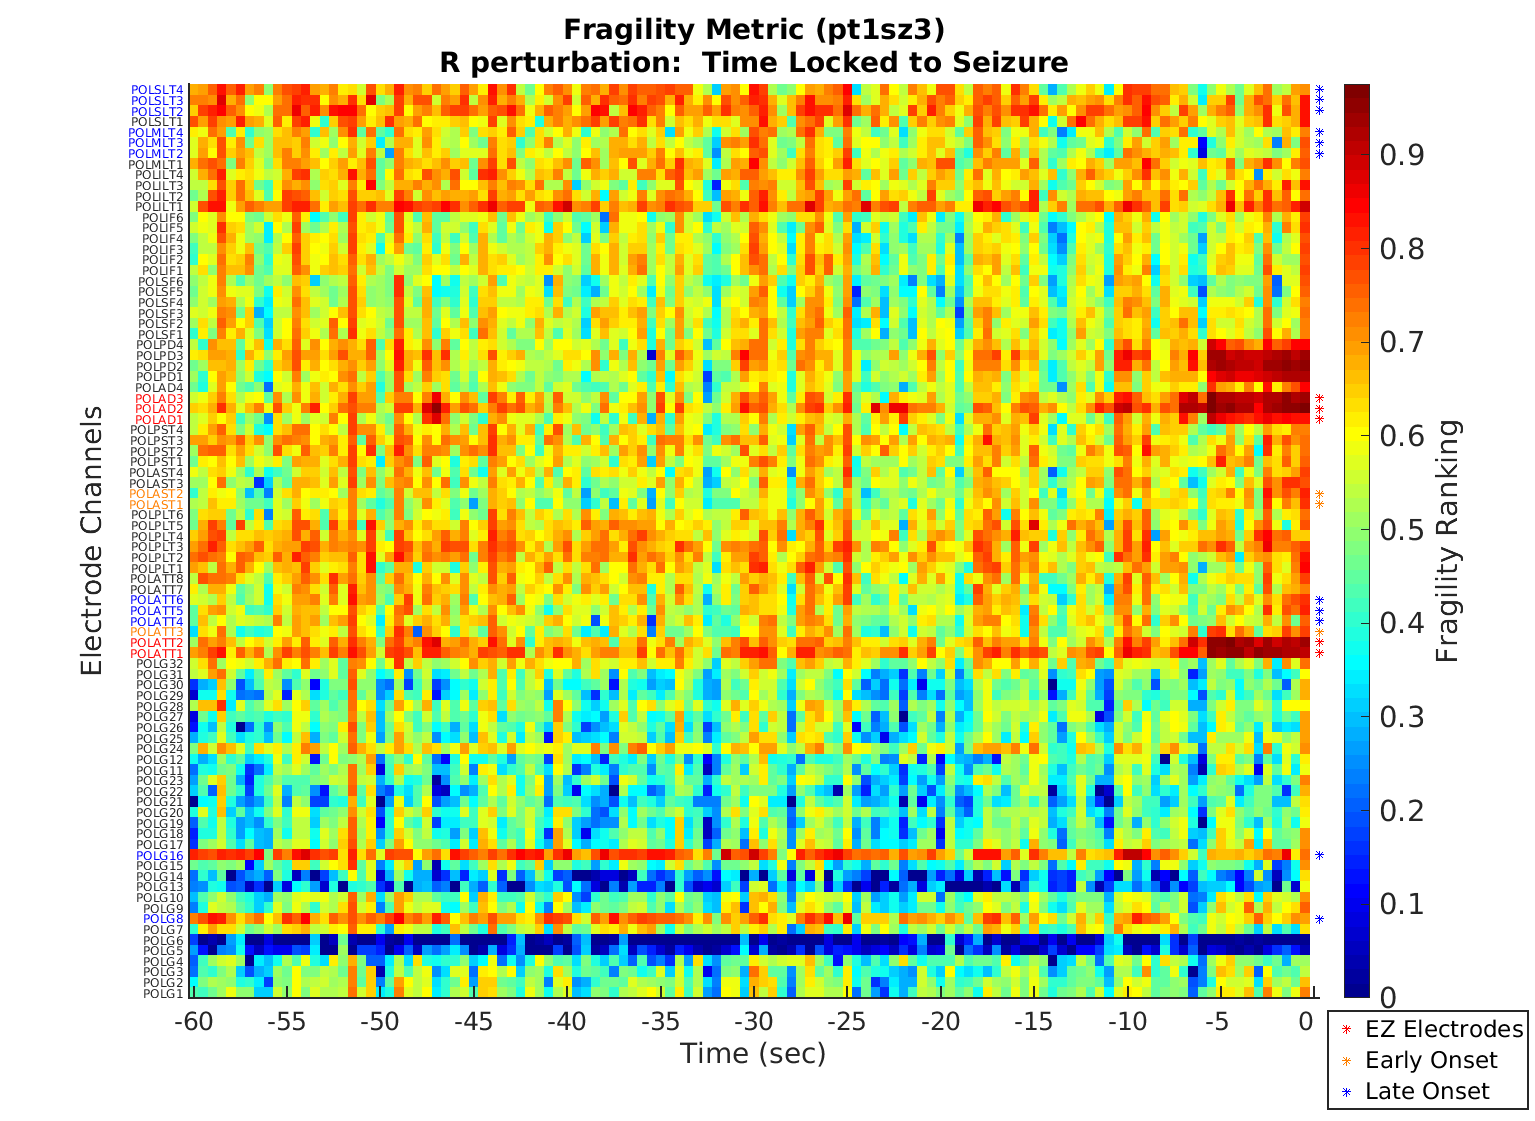 Fragility Metric (pt1sz3)
R perturbation:  Time Locked to Seizure
Electrode Channels
POLSLT4
POLSLT3
POLSLT2
POLSLT1
POLMLT4
POLMLT3
POLMLT2
POLMLT1
POLILT4
POLILT3
POLILT2
POLILT1
POLIF6
POLIF5
POLIF4
POLIF3
POLIF2
POLIF1
POLSF6
POLSF5
POLSF4
POLSF3
POLSF2
POLSF1
POLPD4
POLPD3
POLPD2
POLPD1
POLAD4
POLAD3
POLAD2
POLAD1
POLPST4
POLPST3
POLPST2
POLPST1
POLAST4
POLAST3
POLAST2
POLAST1
POLPLT6
POLPLT5
POLPLT4
POLPLT3
POLPLT2
POLPLT1
POLATT8
POLATT7
POLATT6
POLATT5
POLATT4
POLATT3
POLATT2
POLATT1
POLG32
POLG31
POLG30
POLG29
POLG28
POLG27
POLG26
POLG25
POLG24
POLG12
POLG11
POLG23
POLG22
POLG21
POLG20
POLG19
POLG18
POLG17
POLG16
POLG15
POLG14
POLG13
POLG10
POLG9
POLG8
POLG7
POLG6
POLG5
POLG4
POLG3
POLG2
POLG1
-60 -55 -50 -45 -40 -35 -30 -25 -20 -15 -10 -5 0
Time (sec)
0.9
0.8
0.7
0.6
0.5
0.4
0.3
0.2
0.1
0
Fragility Ranking
EZ Electrodes
Early Onset
Late Onset